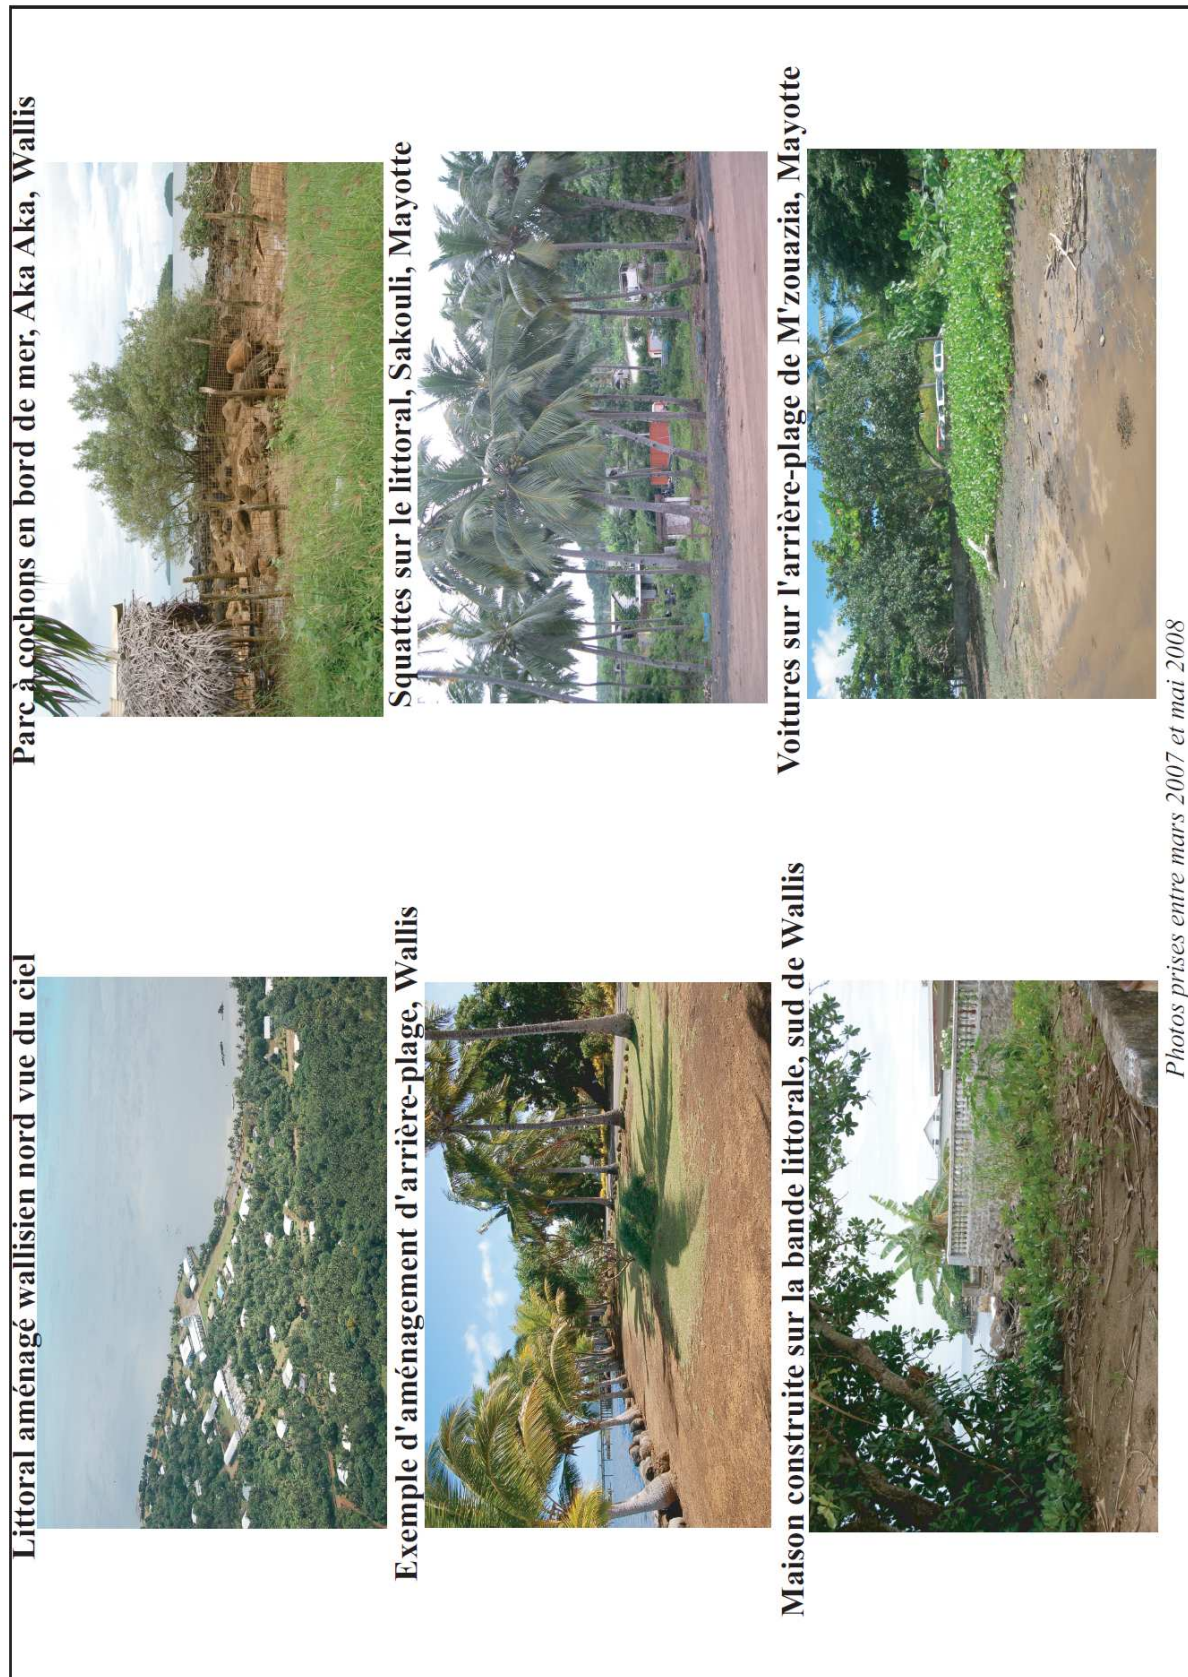 Littoral aménagé wallisien nord vue du ciel
Parc à cochons en bord de mer, Aka Aka, Wallis
Exemple d'aménagement d'arrière-plage, Wallis
Squattes sur le littoral, Sakouli, Mayotte
Maison construite sur la bande littorale, sud de Wallis
Voitures sur l'arrière-plage de M'zouazia, Mayotte
Photos prises entre mars 2007 et mai 2008